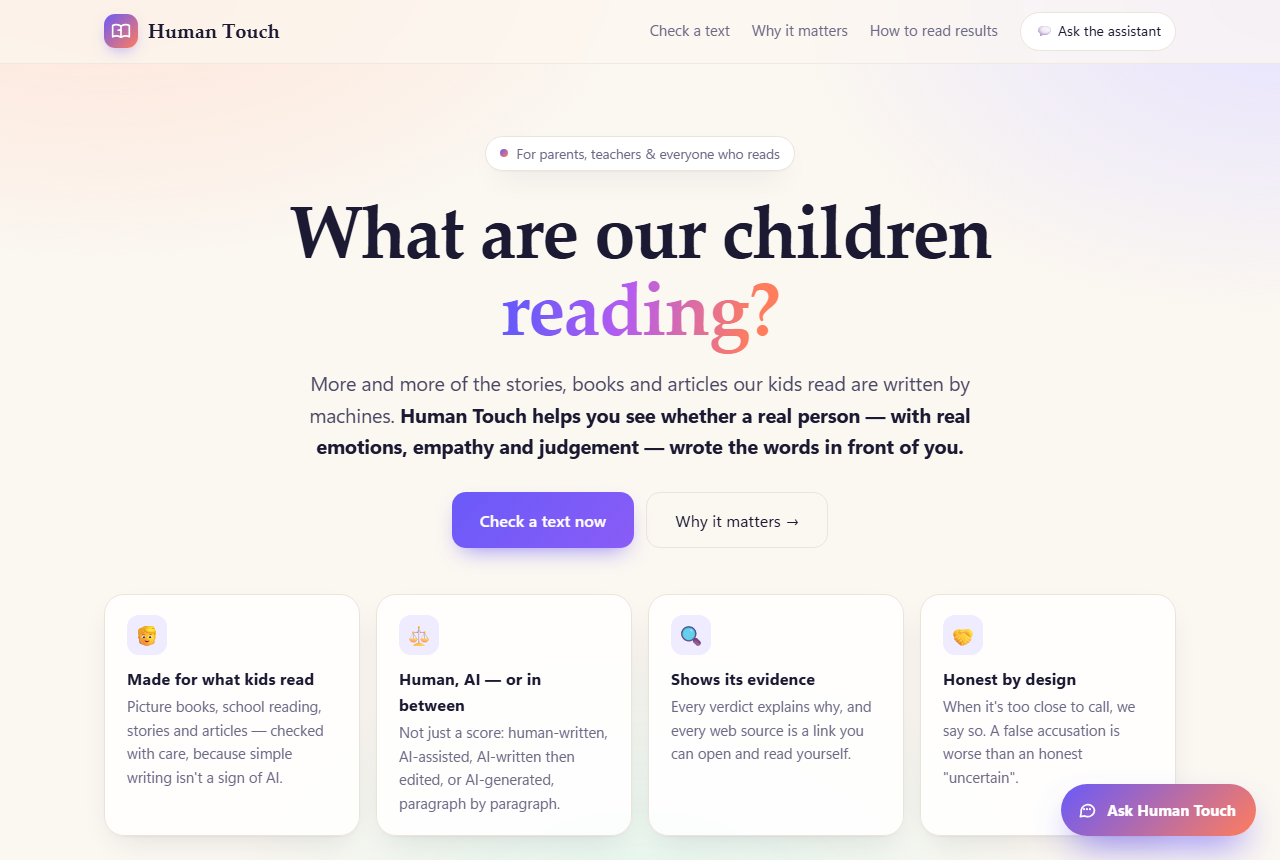 Human Touch
Check a text
Why it matters
How to read results
Ask the assistant
For parents, teachers & everyone who reads
What are our children
reading?
More and more of the stories, books and articles our kids read are written by
machines. Human Touch helps you see whether a real person — with real
emotions, empathy and judgement — wrote the words in front of you.
Check a text now
Why it matters →
Made for what kids read
Picture books, school reading,
stories and articles — checked
with care, because simple
writing isn't a sign of AI.
Human, AI — or in
between
Not just a score: human-written,
AI-assisted, AI-written then
edited, or AI-generated,
paragraph by paragraph.
Shows its evidence
Every verdict explains why, and
every web source is a link you
can open and read yourself.
Honest by design
When it's too close to call, we
say so. A false accusation is
worse than an honest
"uncertain".
Ask Human Touch